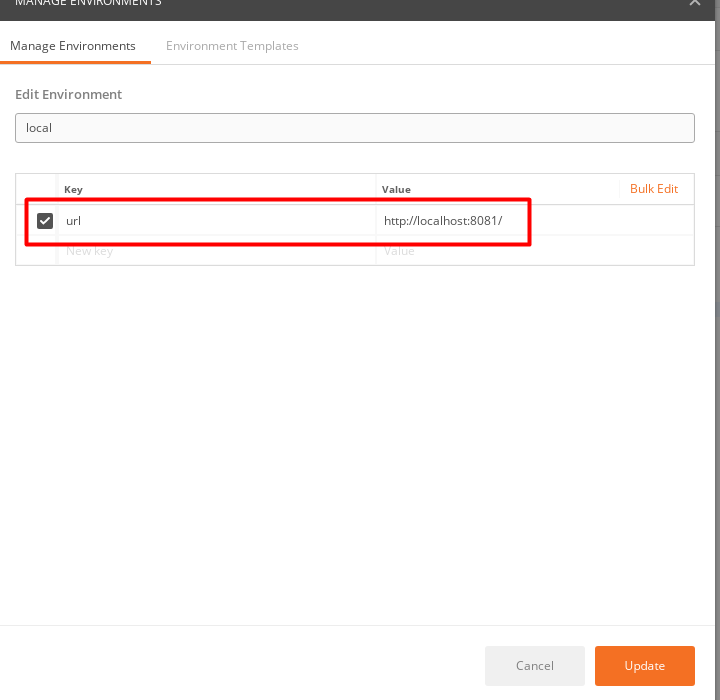 MANAGE ENVIRONMENTS
Manage Environments Environment Templates
Edit Environment
local
Key Value Bulk Edit
url http://localhost:8081/
New key Value
Cancel Update